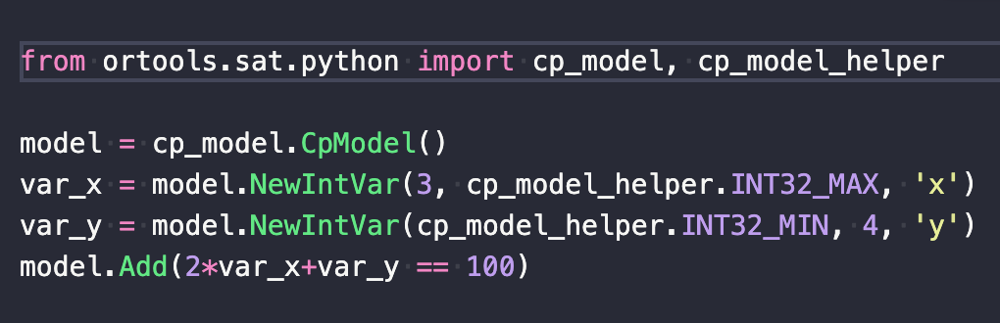 from ortools.sat.python import cp_model, cp_model_helper
model = cp_model.CpModel()
var_x = model.NewIntVar(3, cp_model_helper.INT32_MAX, 'x')
var_y = model.NewIntVar(cp_model_helper.INT32_MIN, 4, 'y')
model.Add(2*var_x+var_y == 100)